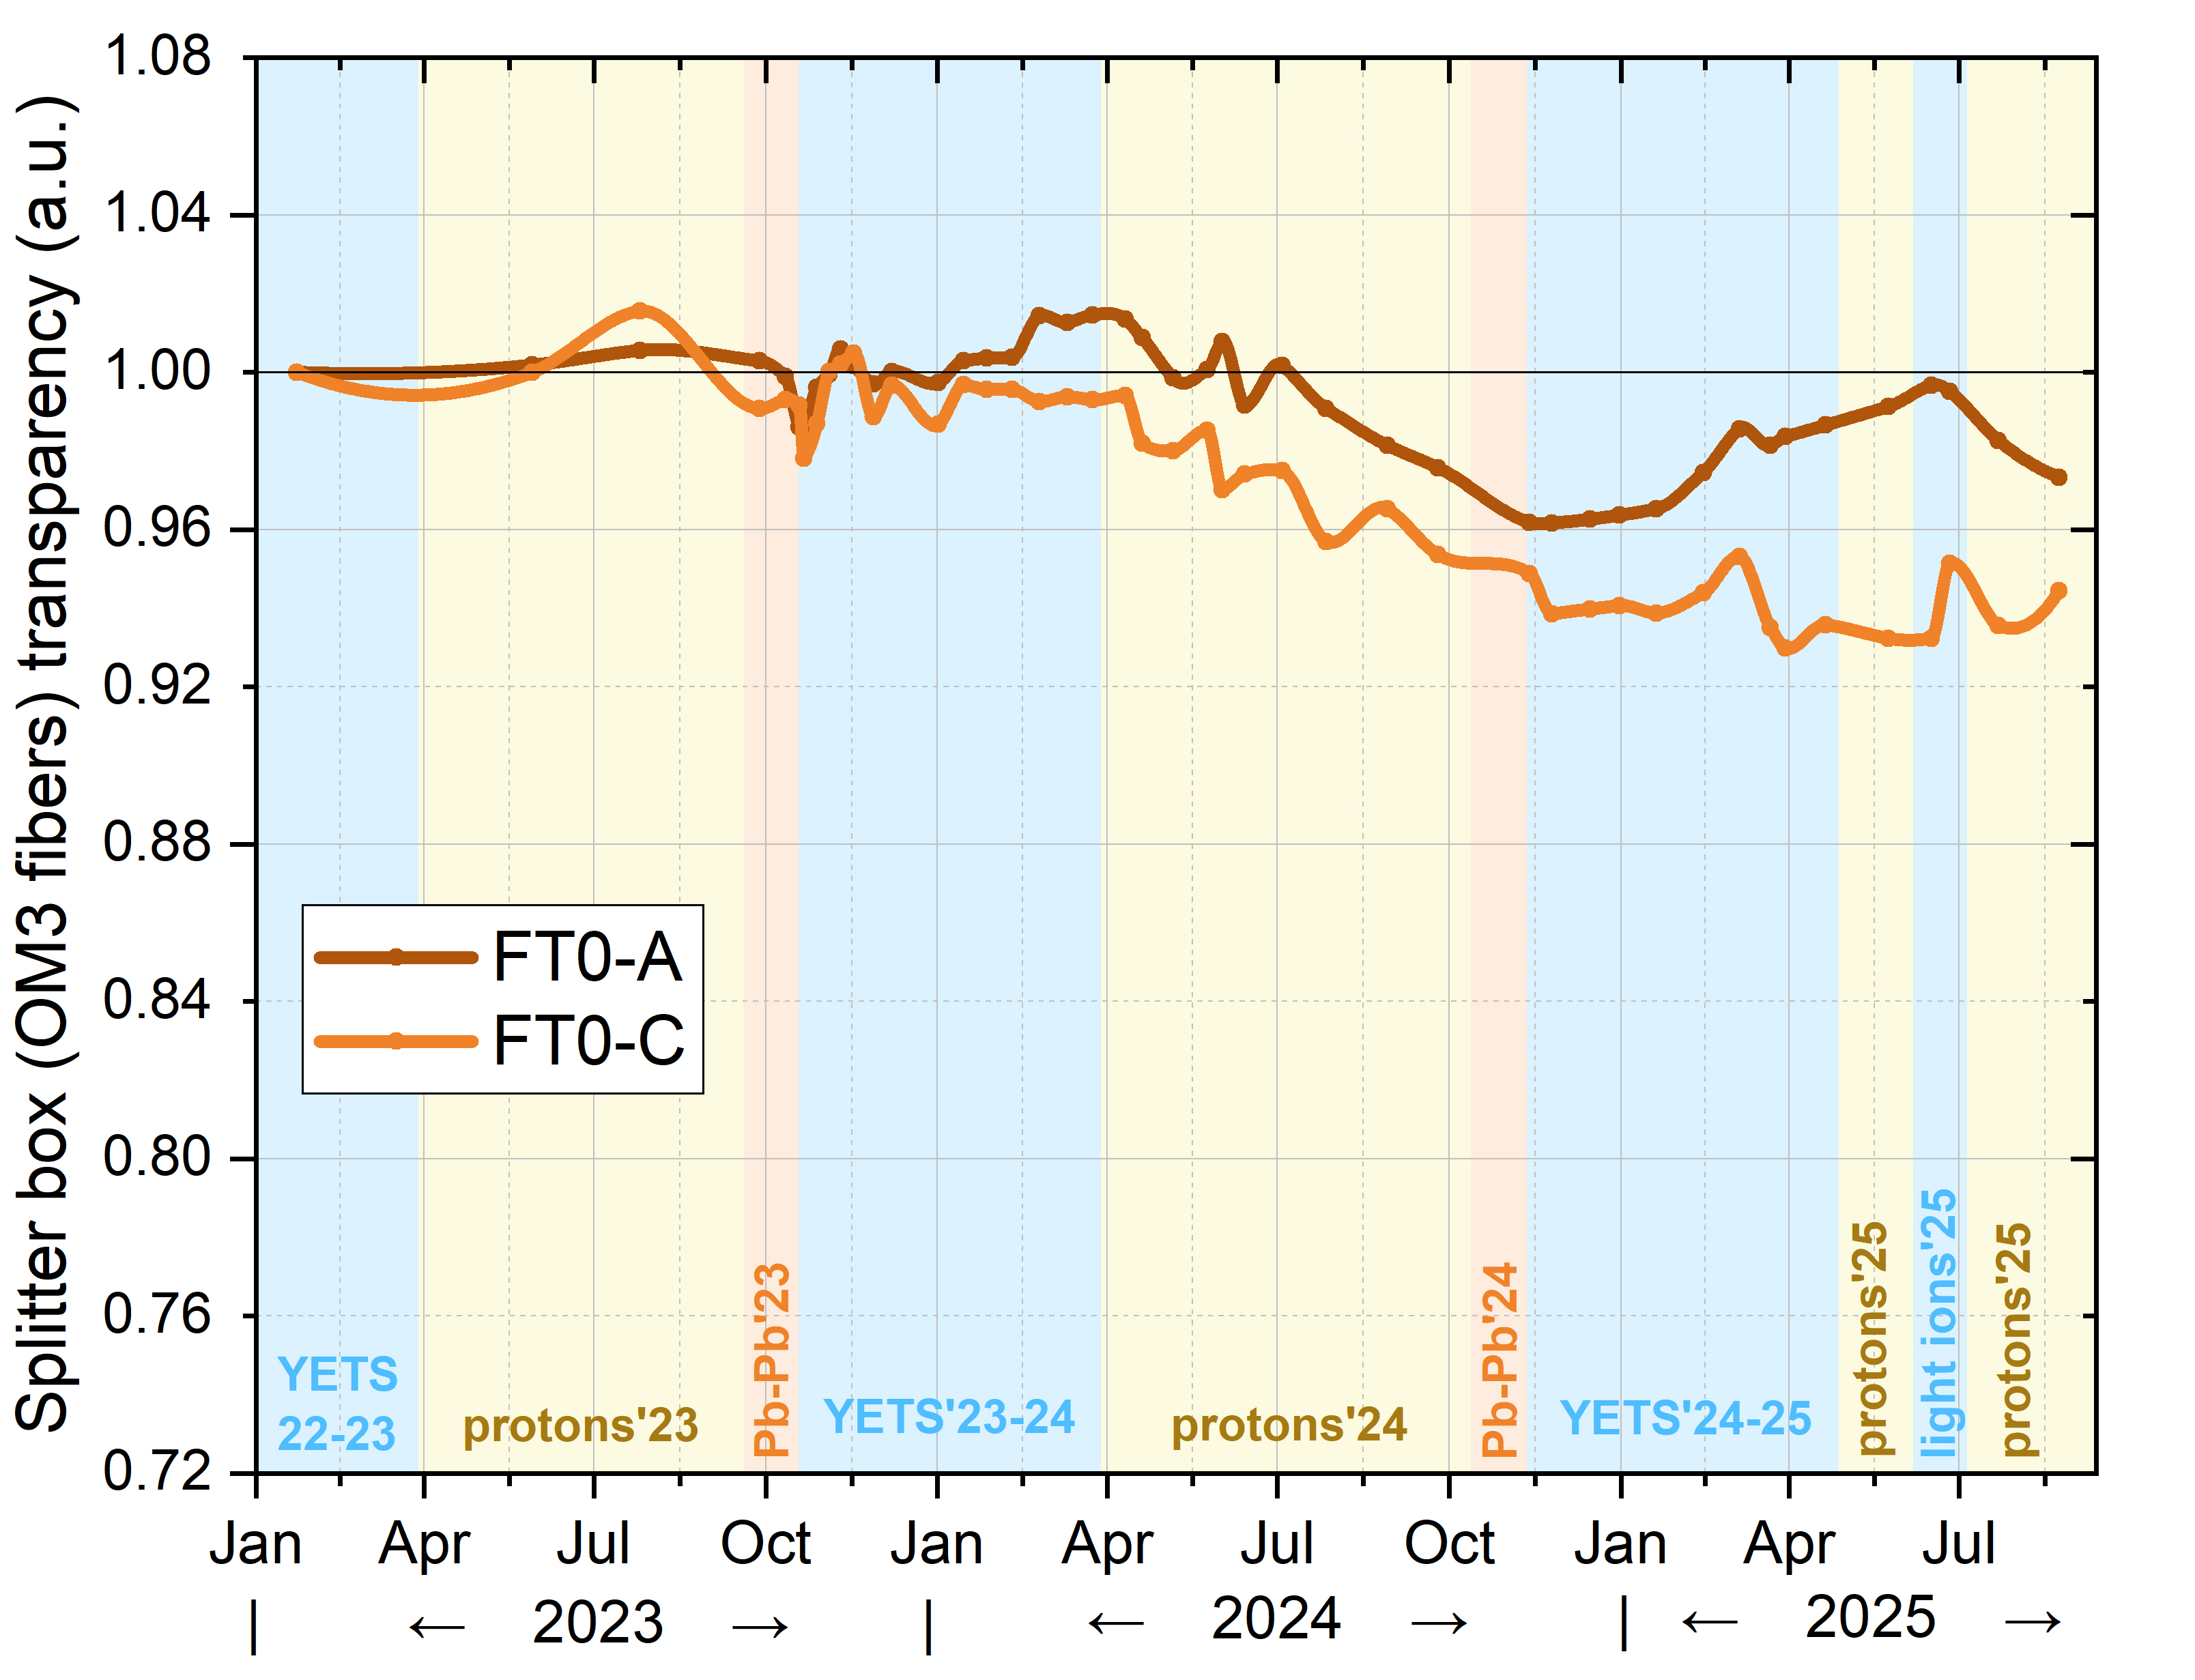 Splitter box (OM3 fibers) transparency (a.u.)
1.08
1.04
1.00
0.96
0.92
0.88
0.84
0.80
0.76
0.72
FT0-A
FT0-C
YETS
22-23
protons'23
Pb-Pb'23
YETS'23-24
protons'24
Pb-Pb'24
YETS'24-25
protons'25
light ions'25
protons'25
Jan Apr Jul Oct Jan Apr Jul Oct Jan Apr Jul
| ← 2023 → | ← 2024 → | ← 2025 →